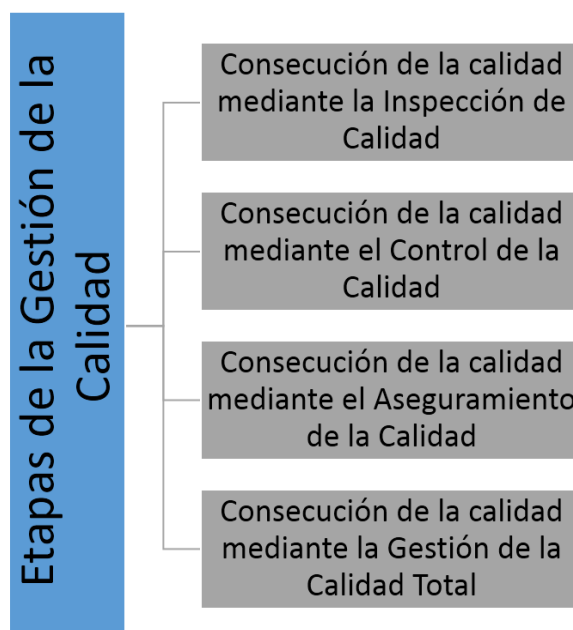 Etapas de la Gestión de la
Calidad
Consecución de la calidad
mediante la Inspección de
Calidad
Consecución de la calidad
mediante el Control de la
Calidad
Consecución de la calidad
mediante el Aseguramiento
de la Calidad
Consecución de la calidad
mediante la Gestión de la
Calidad Total